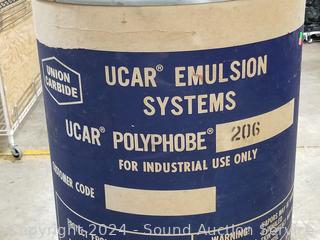 UNION
CARBIDE
UCAR® EMULSION
SYSTEMS
UCAR POLYPHOBE® 206
FOR INDUSTRIAL USE ONLY
CUSTOMER CODE
WARNING!
Copyright 2024 - Sound Auction Service